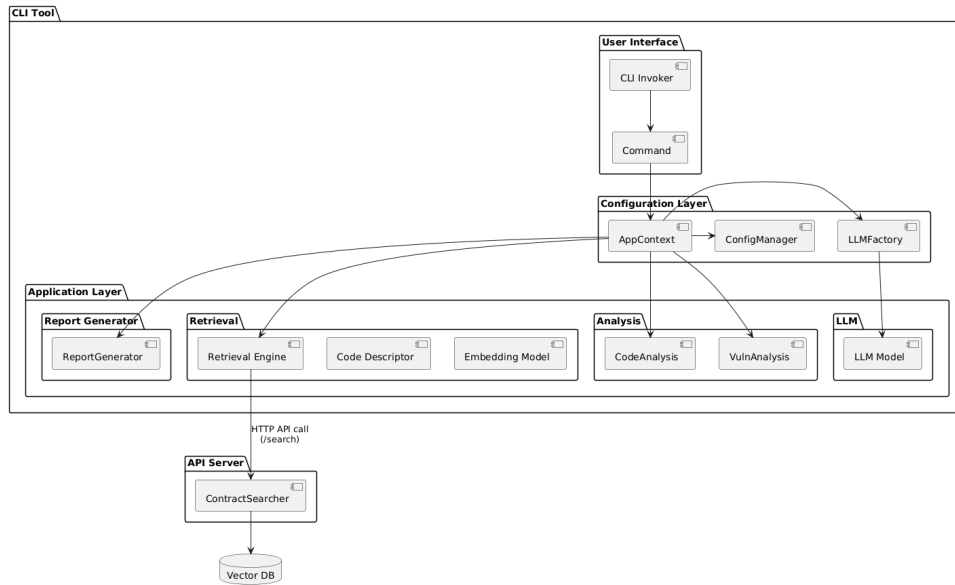 CLI Tool
User Interface
CLI Invoker
Command
Configuration Layer
AppContext
ConfigManager
LLMFactory
Application Layer
Report Generator
ReportGenerator
Retrieval
Retrieval Engine
Code Descriptor
Embedding Model
Analysis
CodeAnalysis
VulnAnalysis
LLM
LLM Model
HTTP API call
(/search)
API Server
ContractSearcher
Vector DB